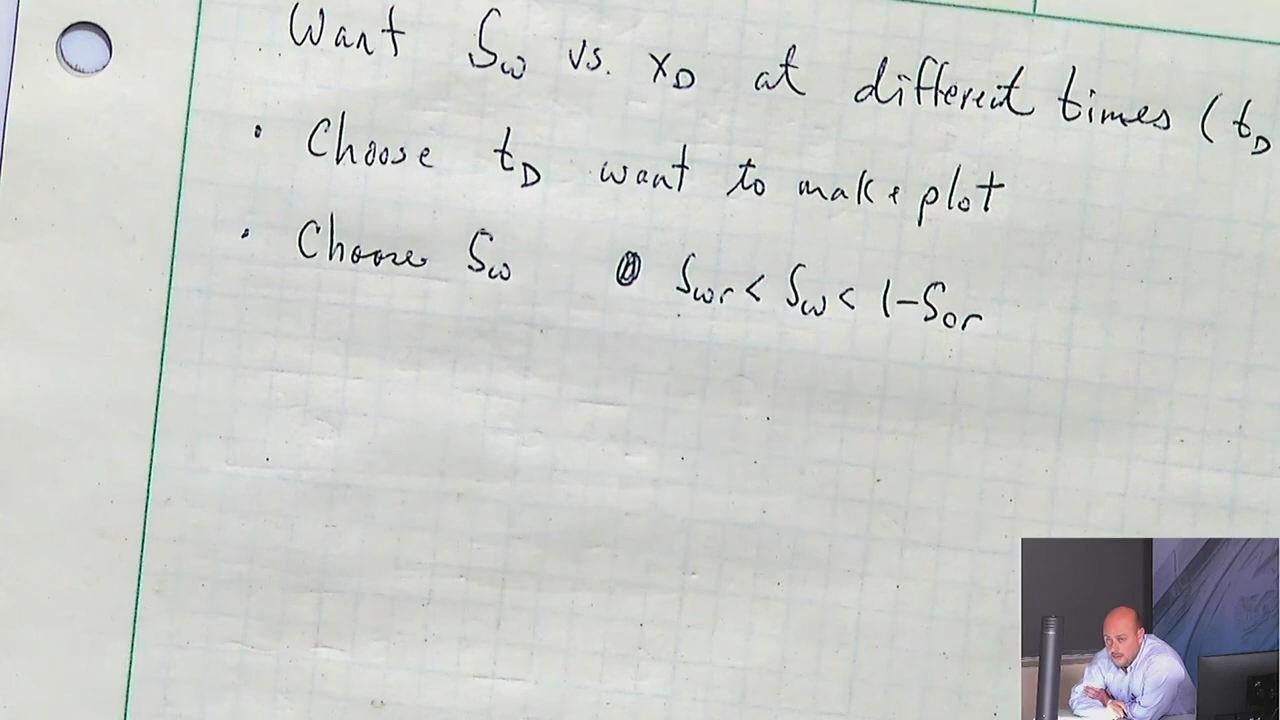 Want Sw vs. xD at different times (tD
• Choose tD want to make plot
• Choose Sw Swr < Sw < 1-Sor